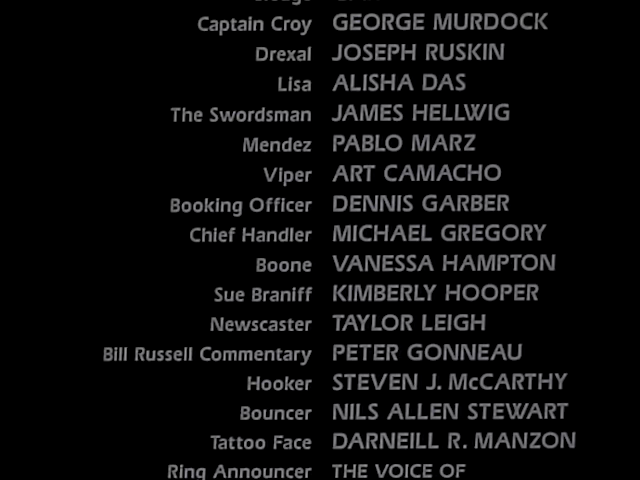 Captain Croy GEORGE MURDOCK
Drexal JOSEPH RUSKIN
Lisa ALISHA DAS
The Swordsman JAMES HELLWIG
Mendez PABLO MARZ
Viper ART CAMACHO
Booking Officer DENNIS GARBER
Chief Handler MICHAEL GREGORY
Boone VANESSA HAMPTON
Sue Braniff KIMBERLY HOOPER
Newscaster TAYLOR LEIGH
Bill Russell Commentary PETER GONNEAU
Hooker STEVEN J. McCARTHY
Bouncer NILS ALLEN STEWART
Tattoo Face DARNEILL R. MANZON
Ring Announcer THE VOICE OF